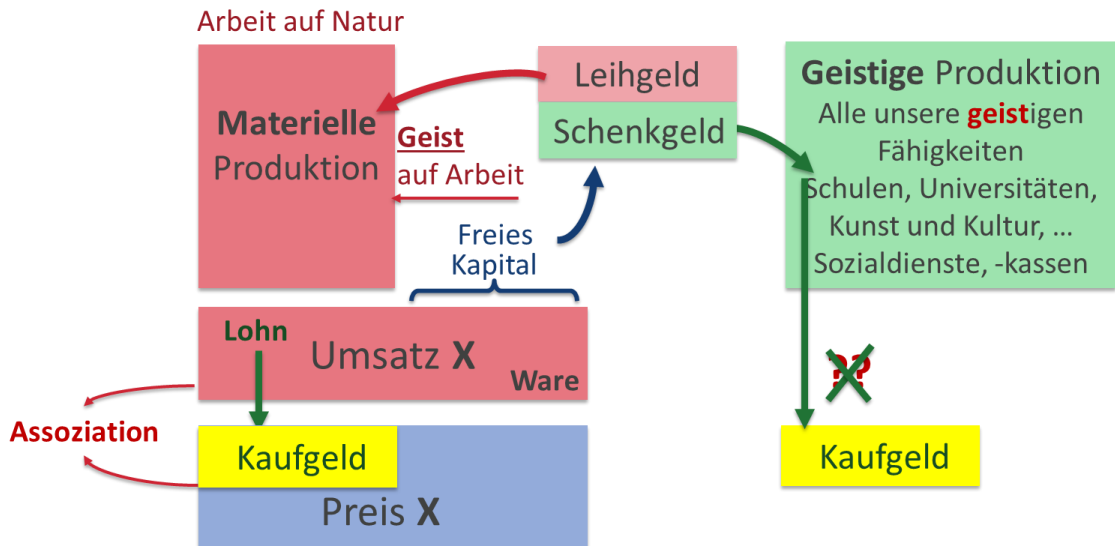 Arbeit auf Natur
Materielle
Produktion
Geist
auf Arbeit
Leihgeld
Schenkgeld
Geistige Produktion
Alle unsere geistigen
Fähigkeiten
Schulen, Universitäten,
Kunst und Kultur, ...
Sozialdienste, -kassen
Freies
Kapital
Lohn
Umsatz X
Ware
??
Assoziation
Kaufgeld
Preis X
Kaufgeld